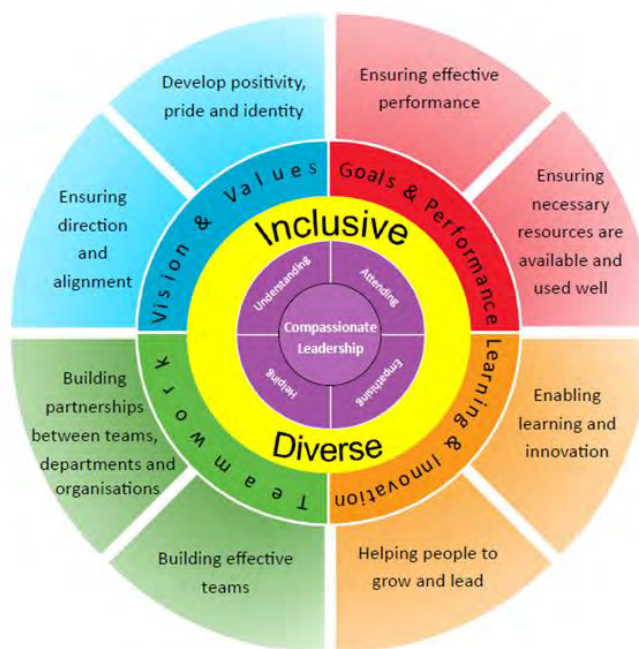 Develop positivity,
pride and identity
Ensuring effective
performance
Ensuring
direction
and
alignment
Ensuring
necessary
resources are
available and
used well
Vision & Values
Goals & Performance
Inclusive
Understanding
Attending
Compassionate
Leadership
Helping
Empathising
Diverse
Teamwork
Learning & Innovation
Building
partnerships
between teams,
departments and
organisations
Enabling
learning and
innovation
Building effective
teams
Helping people to
grow and lead